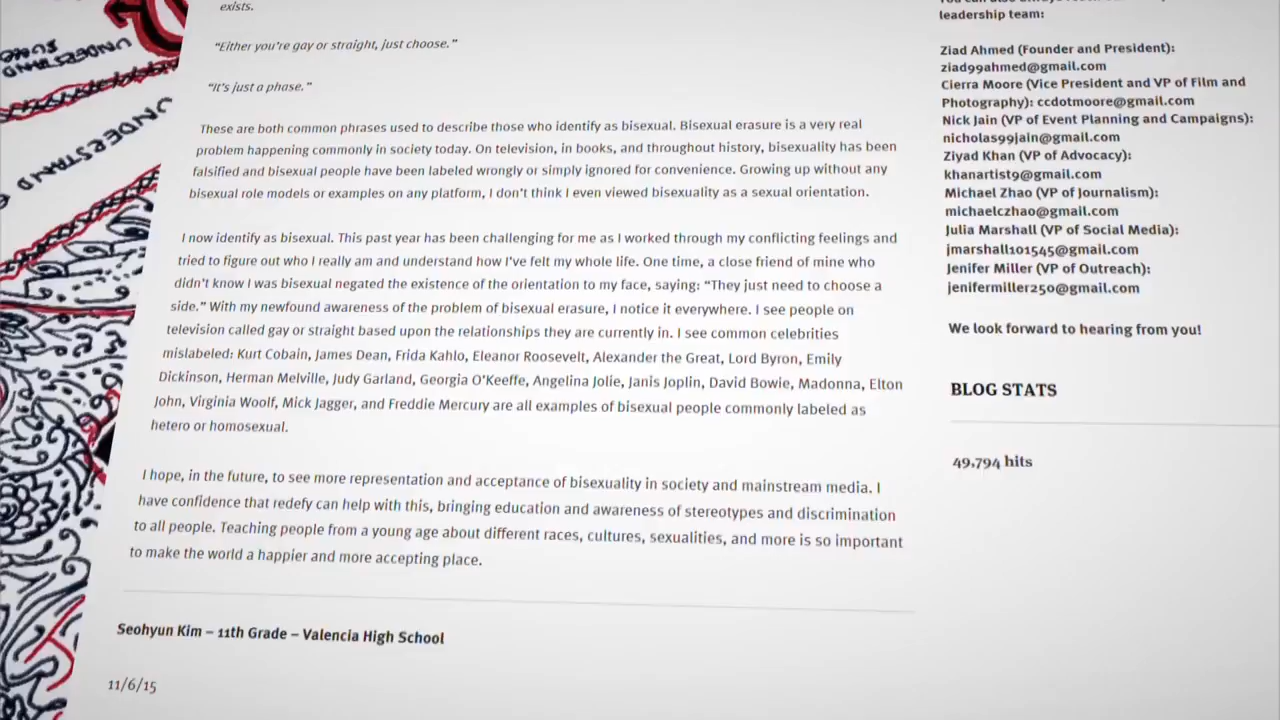 exists.
"Either you're gay or straight, just choose."
"It's just a phase."
These are both common phrases used to describe those who identify as bisexual. Bisexual erasure is a very real
problem happening commonly in society today. On television, in books, and throughout history, bisexuality has been
falsified and bisexual people have been labeled wrongly or simply ignored for convenience. Growing up without any
bisexual role models or examples on any platform, I don't think I even viewed bisexuality as a sexual orientation.
I now identify as bisexual. This past year has been challenging for me as I worked through my conflicting feelings and
tried to figure out who I really am and understand how I've felt my whole life. One time, a close friend of mine who
didn't know I was bisexual negated the existence of the orientation to my face, saying: "They just need to choose a
side." With my newfound awareness of the problem of bisexual erasure, I notice it everywhere. I see people on
television called gay or straight based upon the relationships they are currently in. I see common celebrities
mislabeled: Kurt Cobain, James Dean, Frida Kahlo, Eleanor Roosevelt, Alexander the Great, Lord Byron, Emily
Dickinson, Herman Melville, Judy Garland, Georgia O'Keeffe, Angelina Jolie, Janis Joplin, David Bowie, Madonna, Elton
John, Virginia Woolf, Mick Jagger, and Freddie Mercury are all examples of bisexual people commonly labeled as
hetero or homosexual.
I hope, in the future, to see more representation and acceptance of bisexuality in society and mainstream media. I
have confidence that redefy can help with this, bringing education and awareness of stereotypes and discrimination
to all people. Teaching people from a young age about different races, cultures, sexualities, and more is so important
to make the world a happier and more accepting place.
Seohyun Kim – 11th Grade – Valencia High School
11/6/15
leadership team:
Ziad Ahmed (Founder and President):
ziad99ahmed@gmail.com
Cierra Moore (Vice President and VP of Film and
Photography): ccdotmoore@gmail.com
Nick Jain (VP of Event Planning and Campaigns):
nicholas99jain@gmail.com
Ziyad Khan (VP of Advocacy):
khanartist9@gmail.com
Michael Zhao (VP of Journalism):
michaelczhao@gmail.com
Julia Marshall (VP of Social Media):
jmarshall101545@gmail.com
Jenifer Miller (VP of Outreach):
jenifermiller250@gmail.com
We look forward to hearing from you!
BLOG STATS
49,794 hits
UNDERSTAND
UNDERSTAND